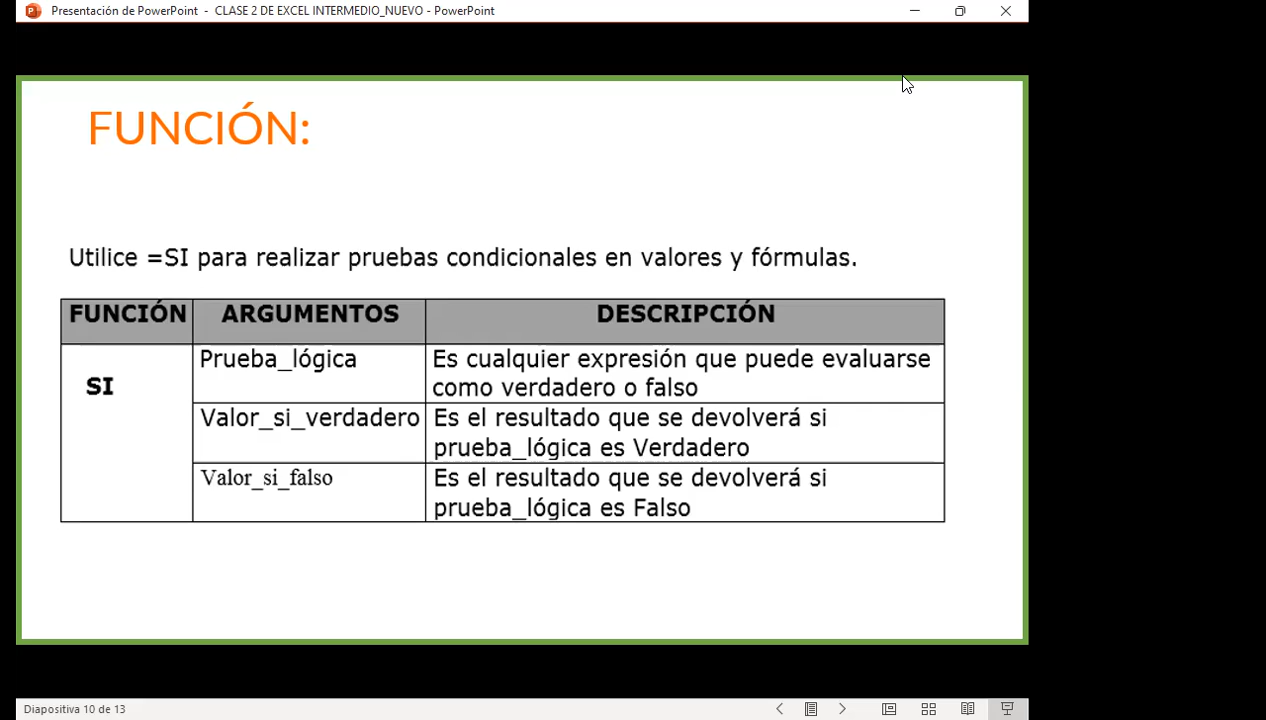 Presentación de PowerPoint - CLASE 2 DE EXCEL INTERMEDIO_NUEVO - PowerPoint
FUNCIÓN:
Utilice =SI para realizar pruebas condicionales en valores y fórmulas.
FUNCIÓN ARGUMENTOS DESCRIPCIÓN
SI
Prueba_lógica
Es cualquier expresión que puede evaluarse
como verdadero o falso
Valor_si_verdadero
Es el resultado que se devolverá si
prueba_lógica es Verdadero
Valor_si_falso
Es el resultado que se devolverá si
prueba_lógica es Falso
Diapositiva 10 de 13